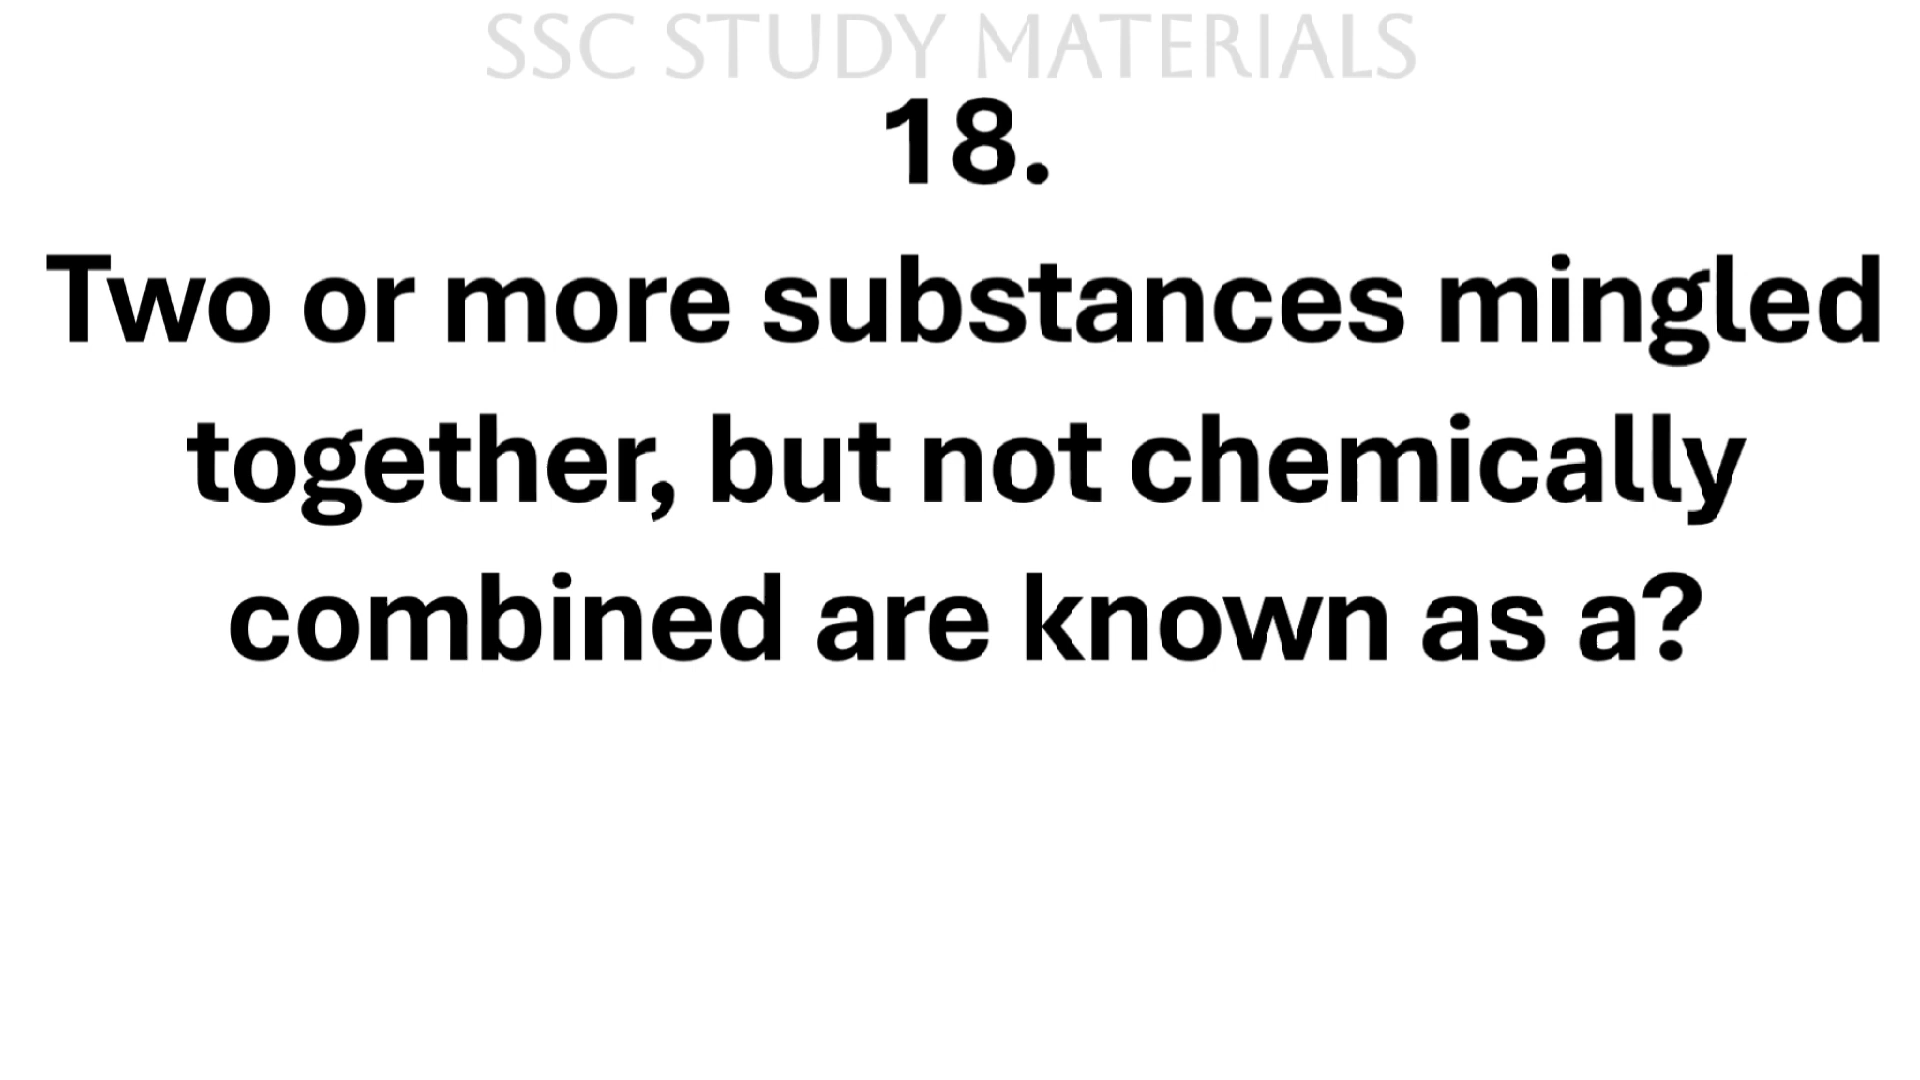 SSC STUDY MATERIALS
18.
Two or more substances mingled
together, but not chemically
combined are known as a?